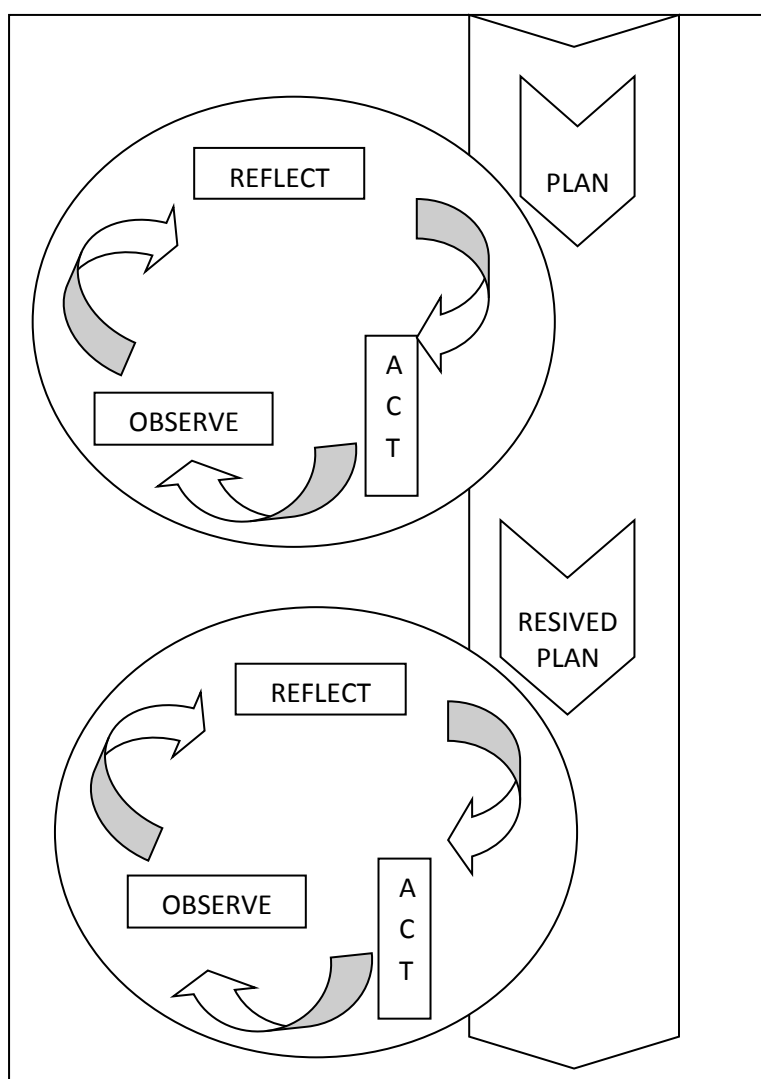 REFLECT
PLAN
A
C
T
OBSERVE
RESIVED
PLAN
REFLECT
A
C
T
OBSERVE